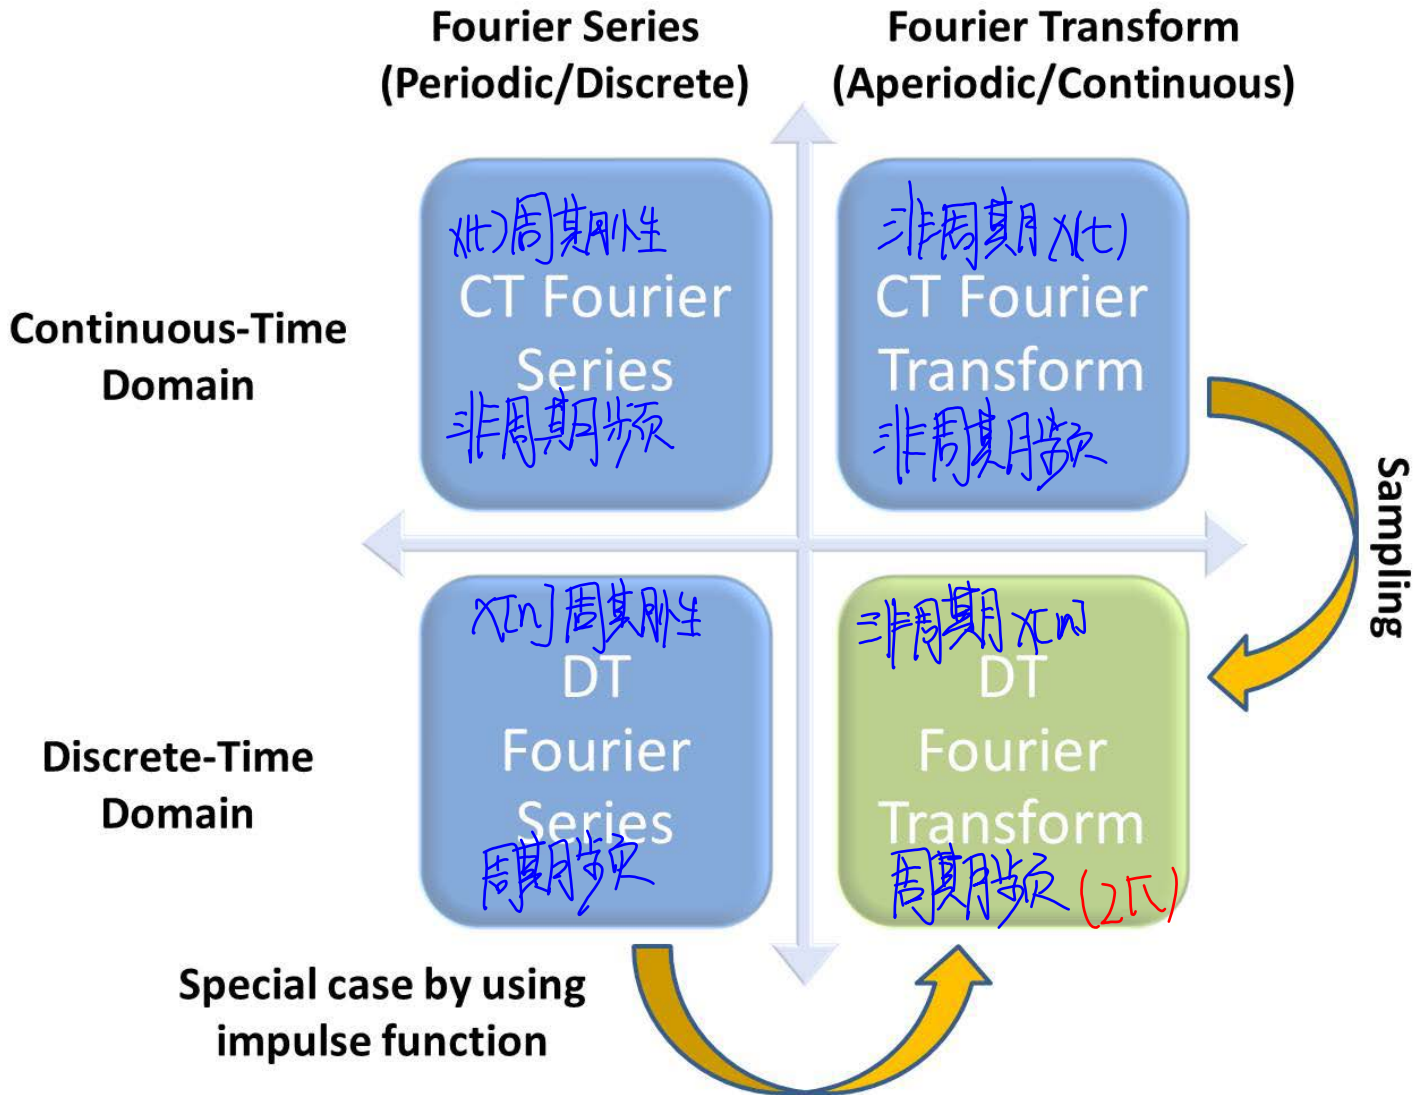 Fourier Series
(Periodic/Discrete)
Fourier Transform
(Aperiodic/Continuous)
Continuous-Time
Domain
x(t)周期性
CT Fourier
Series
非周期频
非周期x(t)
CT Fourier
Transform
非周期频
Sampling
Discrete-Time
Domain
x[n]周期性
DT
Fourier
Series
周期频
非周期x[n]
DT
Fourier
Transform
周期频(2π)
Special case by using
impulse function